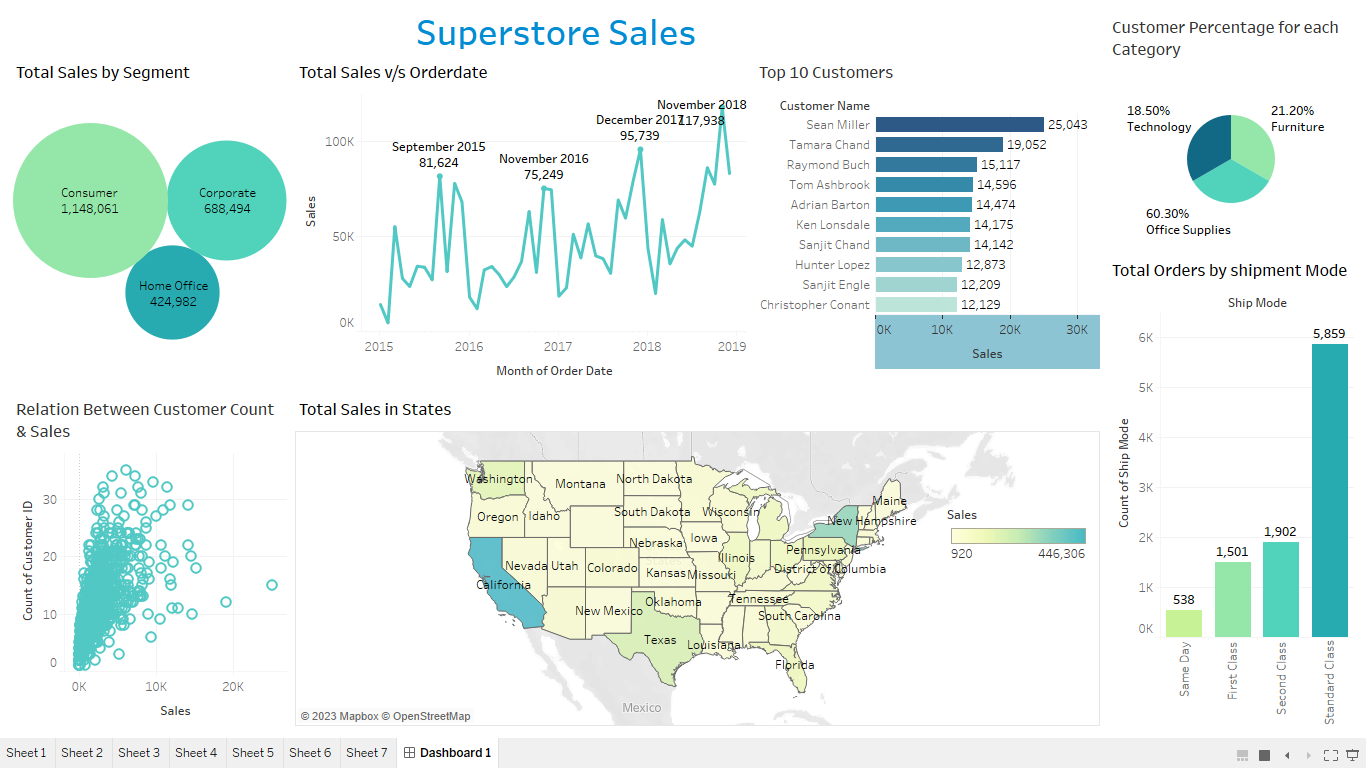 Superstore Sales
Total Sales by Segment
Consumer
1,148,061
Corporate
688,494
Home Office
424,982
Total Sales v/s Orderdate
November 2018
117,938
December 2017
95,739
September 2015
81,624
November 2016
75,249
Sales
100K
50K
0K
2015
2016
2017
2018
2019
Month of Order Date
Top 10 Customers
Customer Name
Sean Miller 25,043
Tamara Chand 19,052
Raymond Buch 15,117
Tom Ashbrook 14,596
Adrian Barton 14,474
Ken Lonsdale 14,175
Sanjit Chand 14,142
Hunter Lopez 12,873
Sanjit Engle 12,209
Christopher Conant 12,129
0K 10K 20K 30K
Sales
Customer Percentage for each
Category
18.50%
Technology
21.20%
Furniture
60.30%
Office Supplies
Total Orders by shipment Mode
Ship Mode
Count of Ship Mode
6K
5K
4K
3K
2K
1K
0K
538
1,501
1,902
5,859
Same Day
First Class
Second Class
Standard Class
Relation Between Customer Count
& Sales
Count of Customer ID
30
20
10
0
0K 10K 20K
Sales
Total Sales in States
Washington
Montana
North Dakota
Maine
Oregon
Idaho
South Dakota
Wisconsin
New Hampshire
Nebraska
Iowa
Pennsylvania
Nevada
Utah
Colorado
Illinois
District of Columbia
California
Kansas
Missouri
New Mexico
Oklahoma
Tennessee
South Carolina
Texas
Louisiana
Florida
Mexico
Sales
920 446,306
© 2023 Mapbox © OpenStreetMap
Sheet 1 Sheet 2 Sheet 3 Sheet 4 Sheet 5 Sheet 6 Sheet 7 Dashboard 1